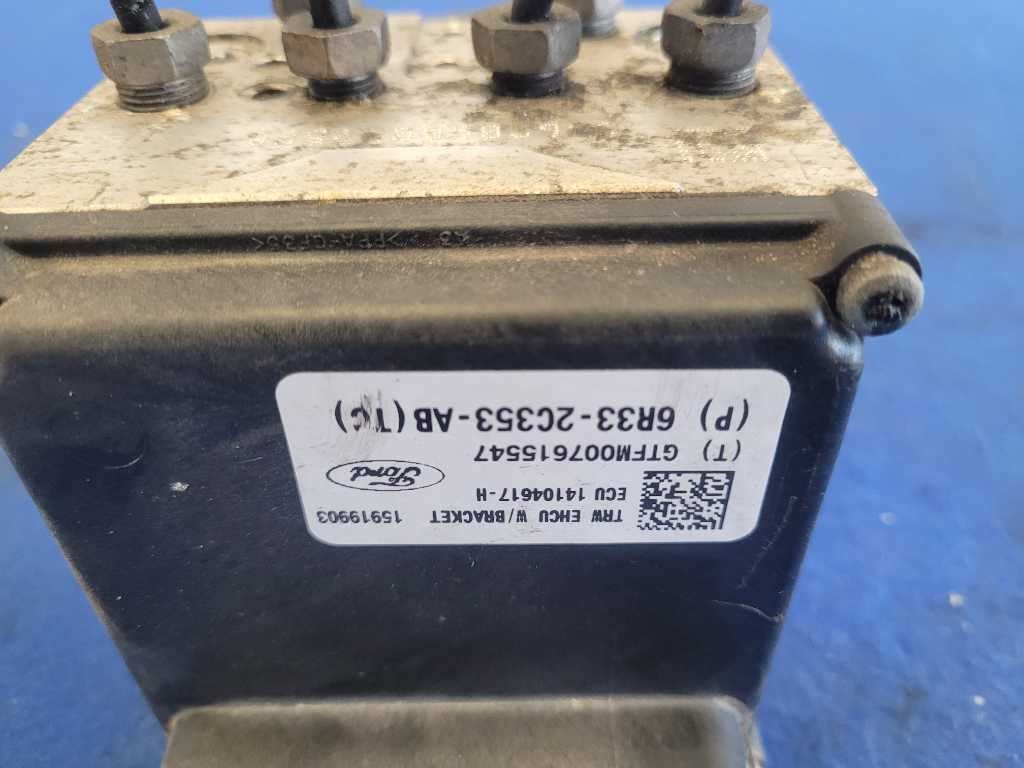 TRW EHCU W/BRACKET 15919903
ECU 14104617-H
Ford
(T) GTFM007615547
(P) 6R33-2C353-AB(TC)